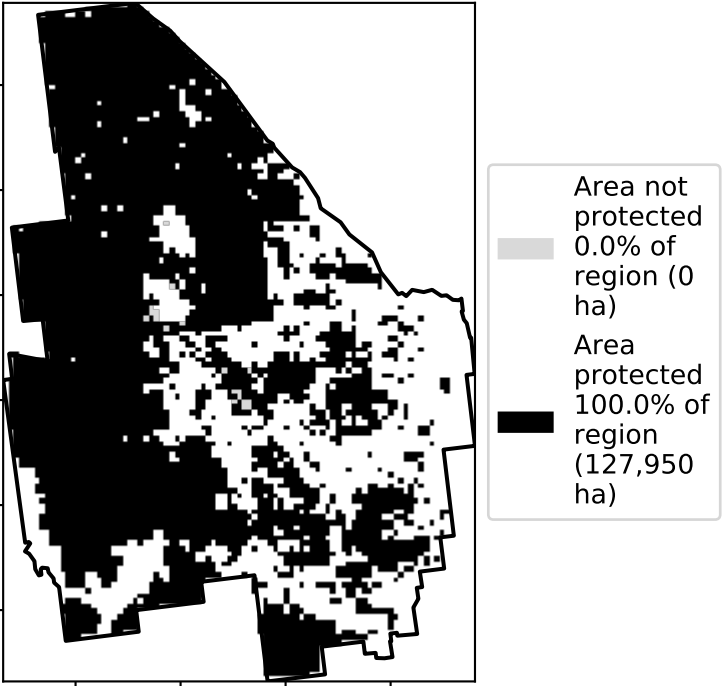 Area not
protected
0.0% of
region (0
ha)
Area
protected
100.0% of
region
(127,950
ha)